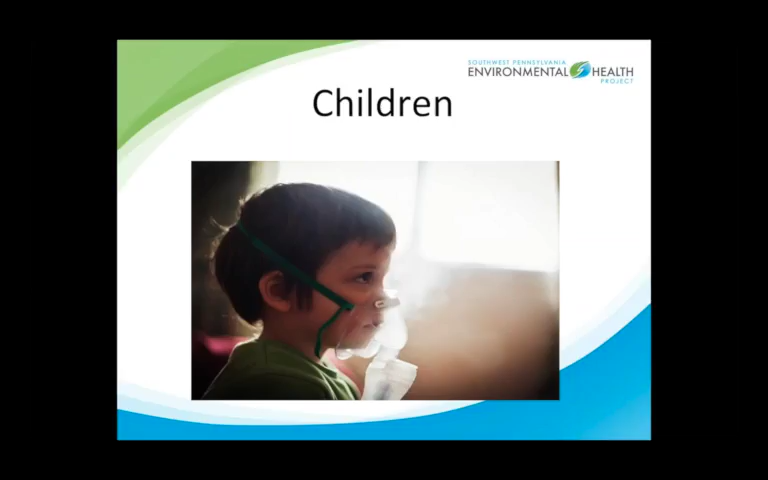 SOUTHWEST PENNSYLVANIA
ENVIRONMENTAL HEALTH
PROJECT
Children